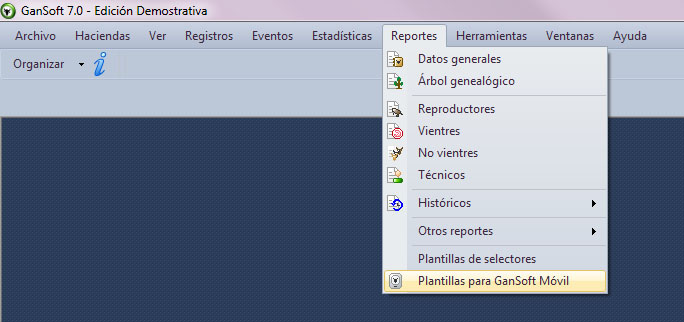 GanSoft 7.0 - Edición Demostrativa
Archivo Haciendas Ver Registros Eventos Estadísticas Reportes Herramientas Ventanas Ayuda
Organizar
Datos generales
Árbol genealógico
Reproductores
Vientres
No vientres
Técnicos
Históricos
Otros reportes
Plantillas de selectores
Plantillas para GanSoft Móvil